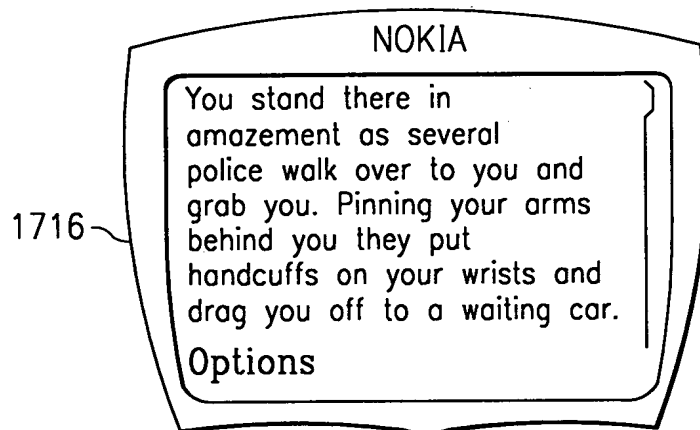 NOKIA
You stand there in
amazement as several
police walk over to you and
grab you. Pinning your arms
behind you they put
handcuffs on your wrists and
drag you off to a waiting car.
Options
1716